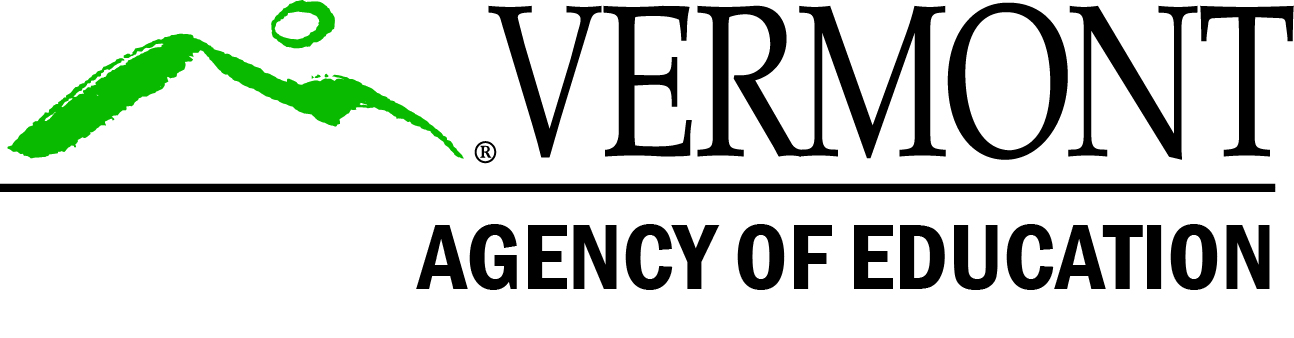 ® VERMONT
AGENCY OF EDUCATION